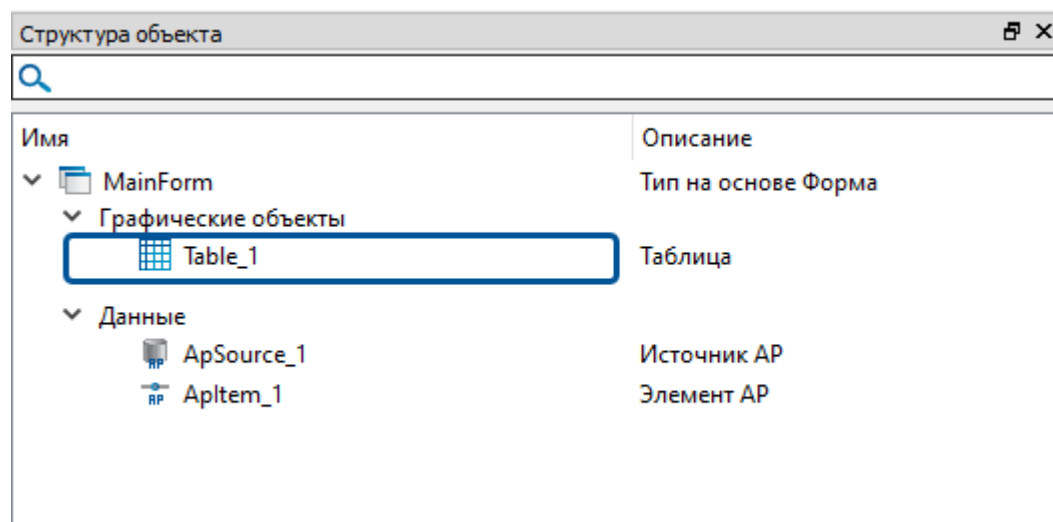 Структура объекта
Имя Описание
MainForm Тип на основе Форма
Графические объекты
Table_1 Таблица
Данные
ApSource_1 Источник AP
ApItem_1 Элемент AP